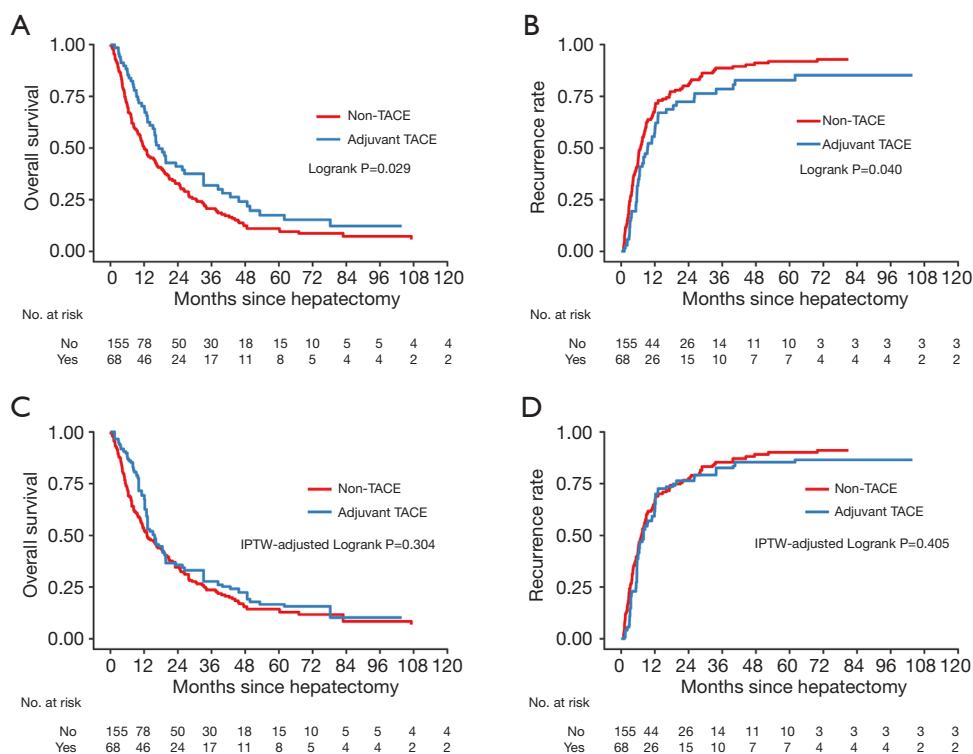 A
1.00
0.75
0.50
0.25
0.00
Overall survival
Non-TACE
Adjuvant TACE
Logrank P=0.029
0 12 24 36 48 60 72 84 96 108 120
Months since hepatectomy
No. at risk
No 155 78 50 30 18 15 10 5 5 4 4
Yes 68 46 24 17 11 8 5 4 4 2 2
B
1.00
0.75
0.50
0.25
0.00
Recurrence rate
Non-TACE
Adjuvant TACE
Logrank P=0.040
0 12 24 36 48 60 72 84 96 108 120
Months since hepatectomy
No. at risk
No 155 44 26 14 11 10 3 3 3 3 3
Yes 68 26 15 10 7 7 4 4 4 2 2
C
1.00
0.75
0.50
0.25
0.00
Overall survival
Non-TACE
Adjuvant TACE
IPTW-adjusted Logrank P=0.304
0 12 24 36 48 60 72 84 96 108 120
Months since hepatectomy
No. at risk
No 155 78 50 30 18 15 10 5 5 4 4
Yes 68 46 24 17 11 8 5 4 4 2 2
D
1.00
0.75
0.50
0.25
0.00
Recurrence rate
Non-TACE
Adjuvant TACE
IPTW-adjusted Logrank P=0.405
0 12 24 36 48 60 72 84 96 108 120
Months since hepatectomy
No. at risk
No 155 44 26 14 11 10 3 3 3 3 3
Yes 68 26 15 10 7 7 4 4 4 2 2